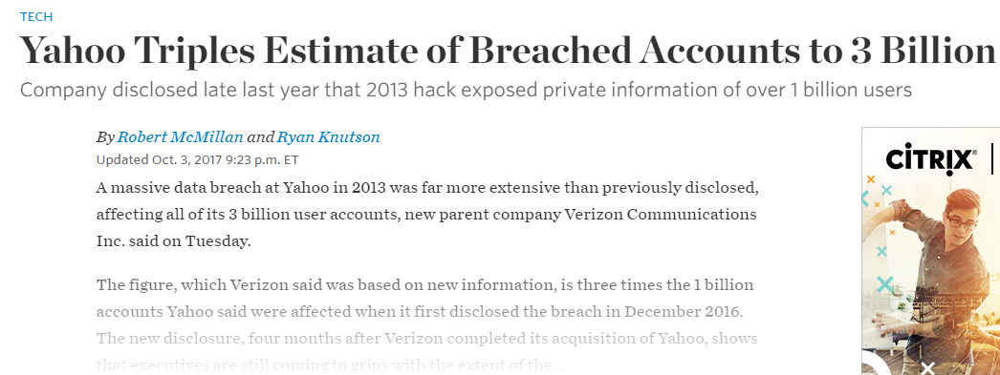 TECH
Yahoo Triples Estimate of Breached Accounts to 3 Billion
Company disclosed late last year that 2013 hack exposed private information of over 1 billion users
By Robert McMillan and Ryan Knutson
Updated Oct. 3, 2017 9:23 p.m. ET
A massive data breach at Yahoo in 2013 was far more extensive than previously disclosed,
affecting all of its 3 billion user accounts, new parent company Verizon Communications
Inc. said on Tuesday.
The figure, which Verizon said was based on new information, is three times the 1 billion
accounts Yahoo said were affected when it first disclosed the breach in December 2016.
The new disclosure, four months after Verizon completed its acquisition of Yahoo, shows
that executives are still coming to grips with the extent of the...
CİTRİX®